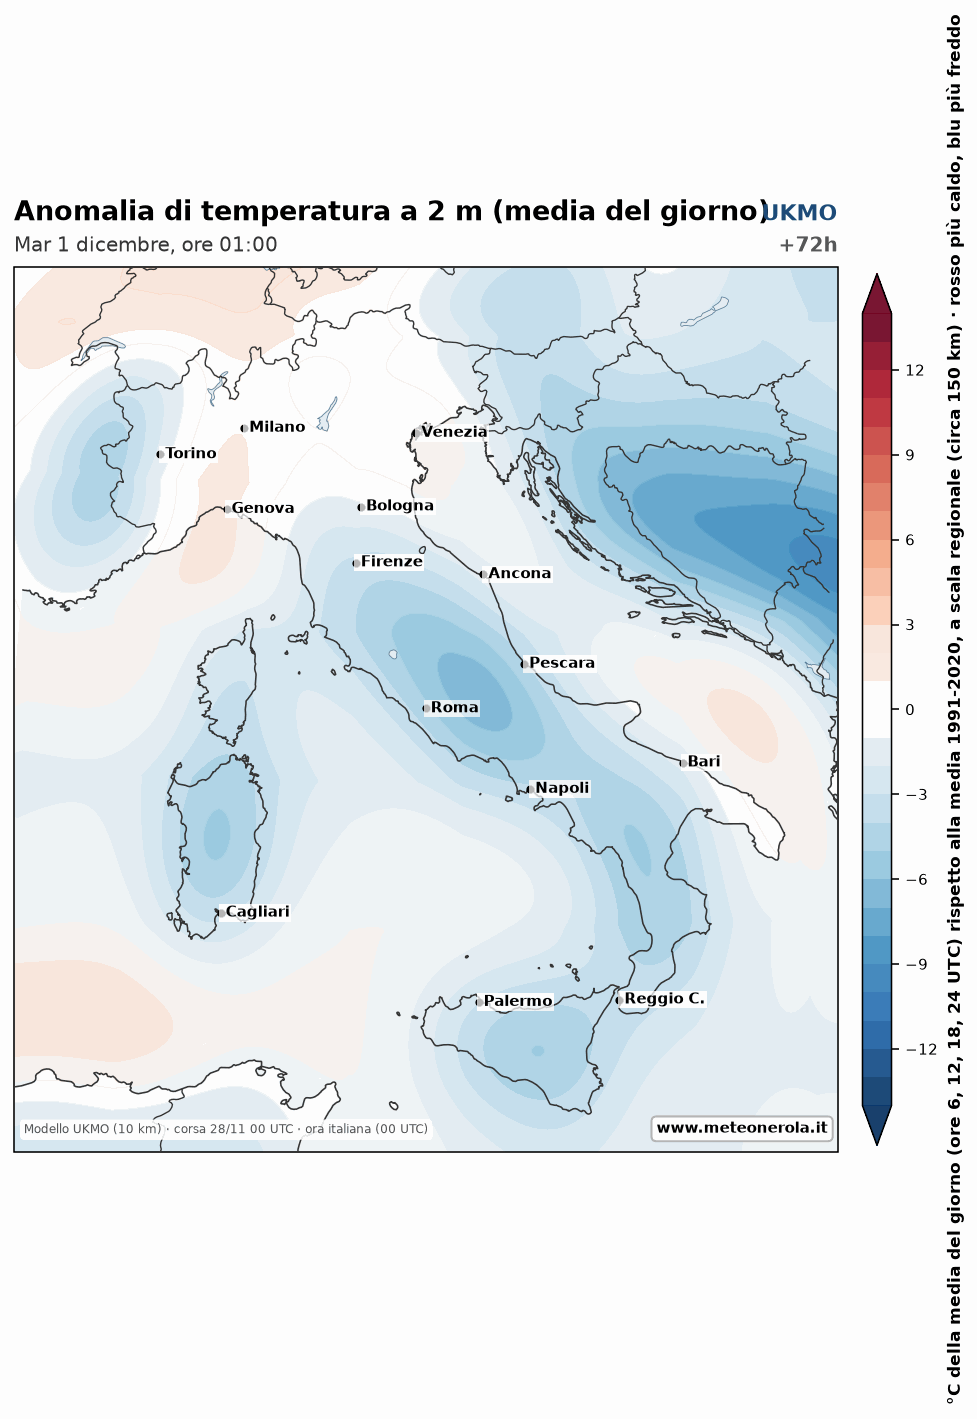 Anomalia di temperatura a 2 m (media del giorno)
UKMO
Mar 1 dicembre, ore 01:00
+72h
Milano
Venezia
Torino
Genova
Bologna
Firenze
Ancona
Pescara
Roma
Bari
Napoli
Cagliari
Palermo
Reggio C.
Modello UKMO (10 km) · corsa 28/11 00 UTC · ora italiana (00 UTC)
www.meteonerola.it
12
9
6
3
0
−3
−6
−9
−12
°C della media del giorno (ore 6, 12, 18, 24 UTC) rispetto alla media 1991-2020, a scala regionale (circa 150 km) · rosso più caldo, blu più freddo